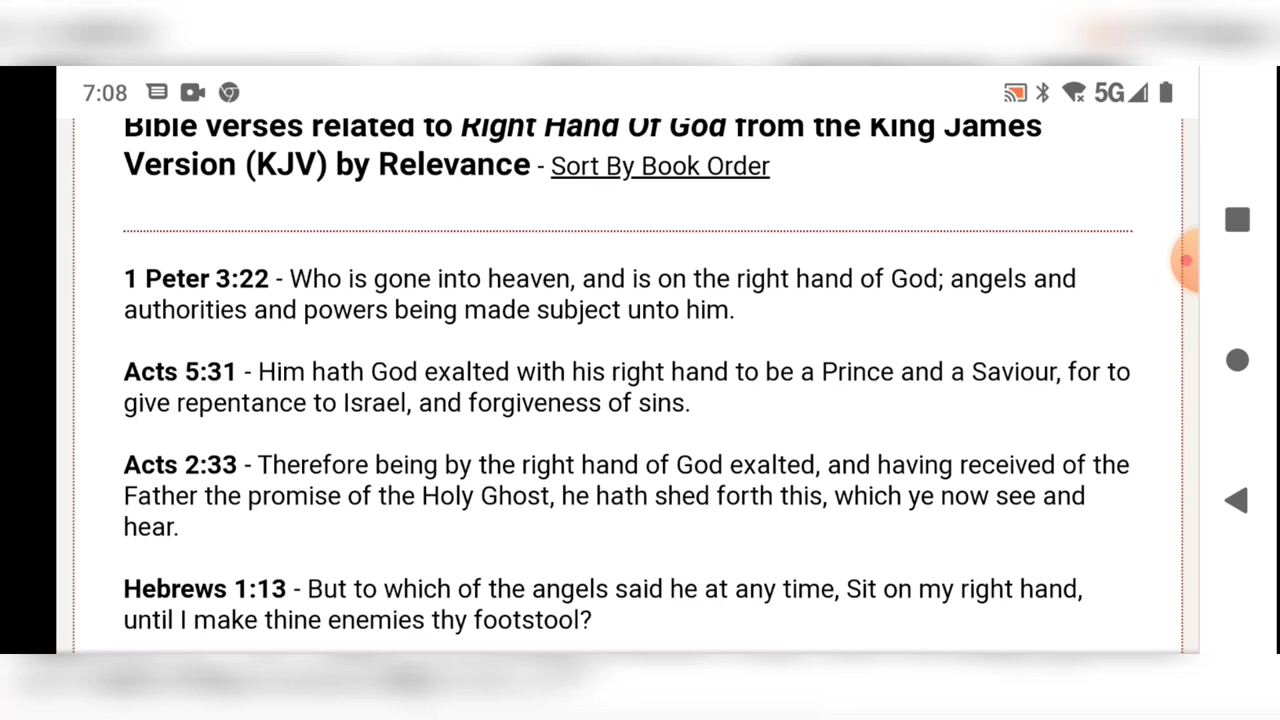 7:08 5G
Bible verses related to Right Hand Of God from the King James
Version (KJV) by Relevance - Sort By Book Order
1 Peter 3:22 - Who is gone into heaven, and is on the right hand of God; angels and
authorities and powers being made subject unto him.
Acts 5:31 - Him hath God exalted with his right hand to be a Prince and a Saviour, for to
give repentance to Israel, and forgiveness of sins.
Acts 2:33 - Therefore being by the right hand of God exalted, and having received of the
Father the promise of the Holy Ghost, he hath shed forth this, which ye now see and
hear.
Hebrews 1:13 - But to which of the angels said he at any time, Sit on my right hand,
until I make thine enemies thy footstool?